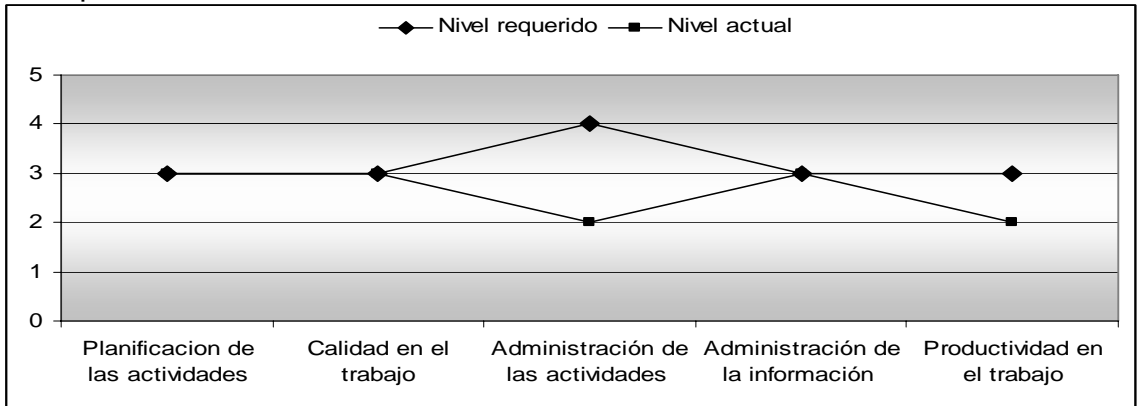 Nivel requerido Nivel actual
5
4
3
2
1
0
Planificacion de
las actividades
Calidad en el
trabajo
Administración de
las actividades
Administración de
la información
Productividad en
el trabajo